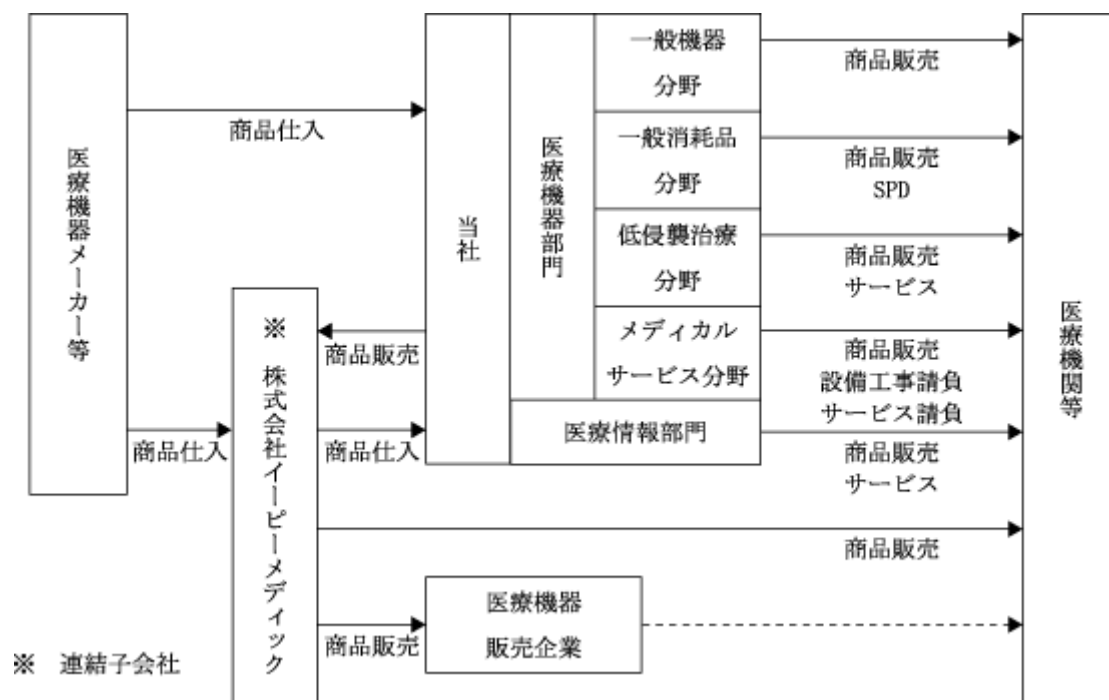 医療機器メーカー等
商品仕入
商品仕入
※　株式会社イーピーメディック
商品販売
商品仕入
当社
医療機器部門
一般機器
分野
一般消耗品
分野
低侵襲治療
分野
メディカル
サービス分野
医療情報部門
商品販売
商品販売
SPD
商品販売
サービス
商品販売
設備工事請負
サービス請負
商品販売
サービス
商品販売
商品販売
医療機器
販売企業
医療機関等
※　連結子会社